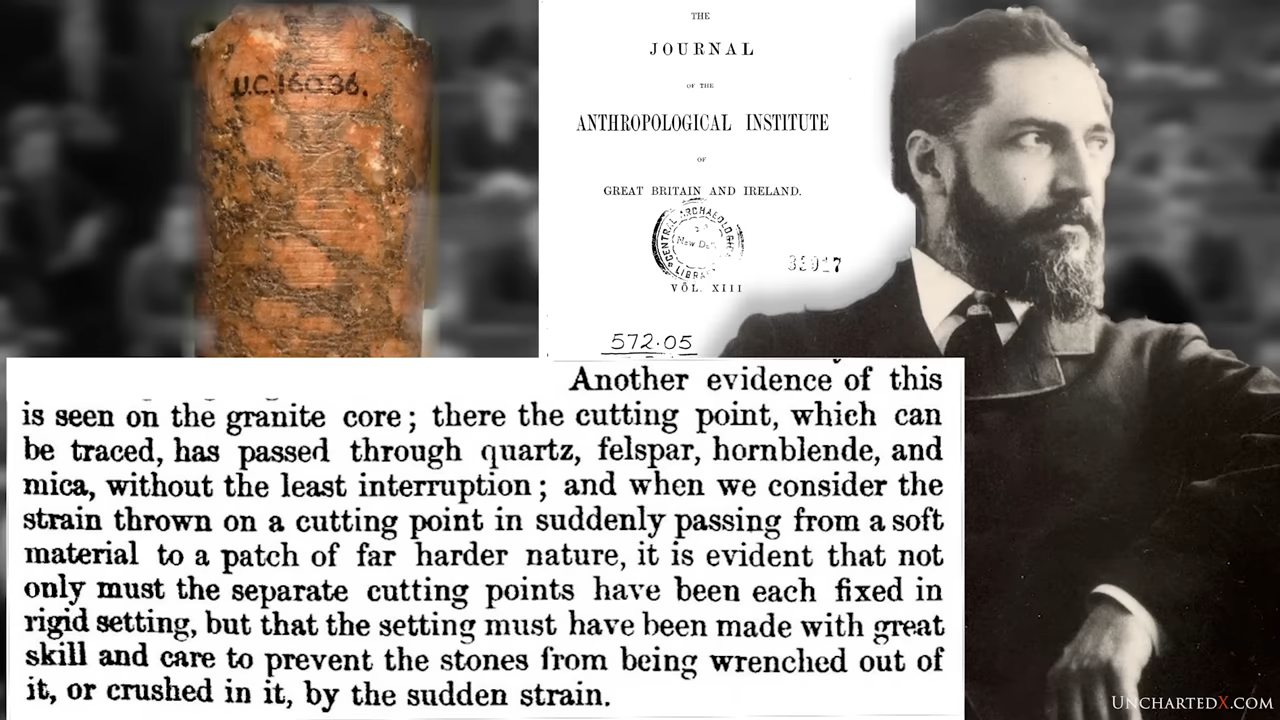 U.C.16036.
THE
JOURNAL
OF THE
ANTHROPOLOGICAL INSTITUTE
OF
GREAT BRITAIN AND IRELAND.
CENTRAL ARCHAEOLOGIC
New
LIBRA
VOL. XIII
572.05
Another evidence of this
is seen on the granite core; there the cutting point, which can
be traced, has passed through quartz, felspar, hornblende, and
mica, without the least interruption; and when we consider the
strain thrown on a cutting point in suddenly passing from a soft
material to a patch of far harder nature, it is evident that not
only must the separate cutting points have been each fixed in
rigid setting, but that the setting must have been made with great
skill and care to prevent the stones from being wrenched out of
it, or crushed in it, by the sudden strain.
UNCHARTEDX.COM